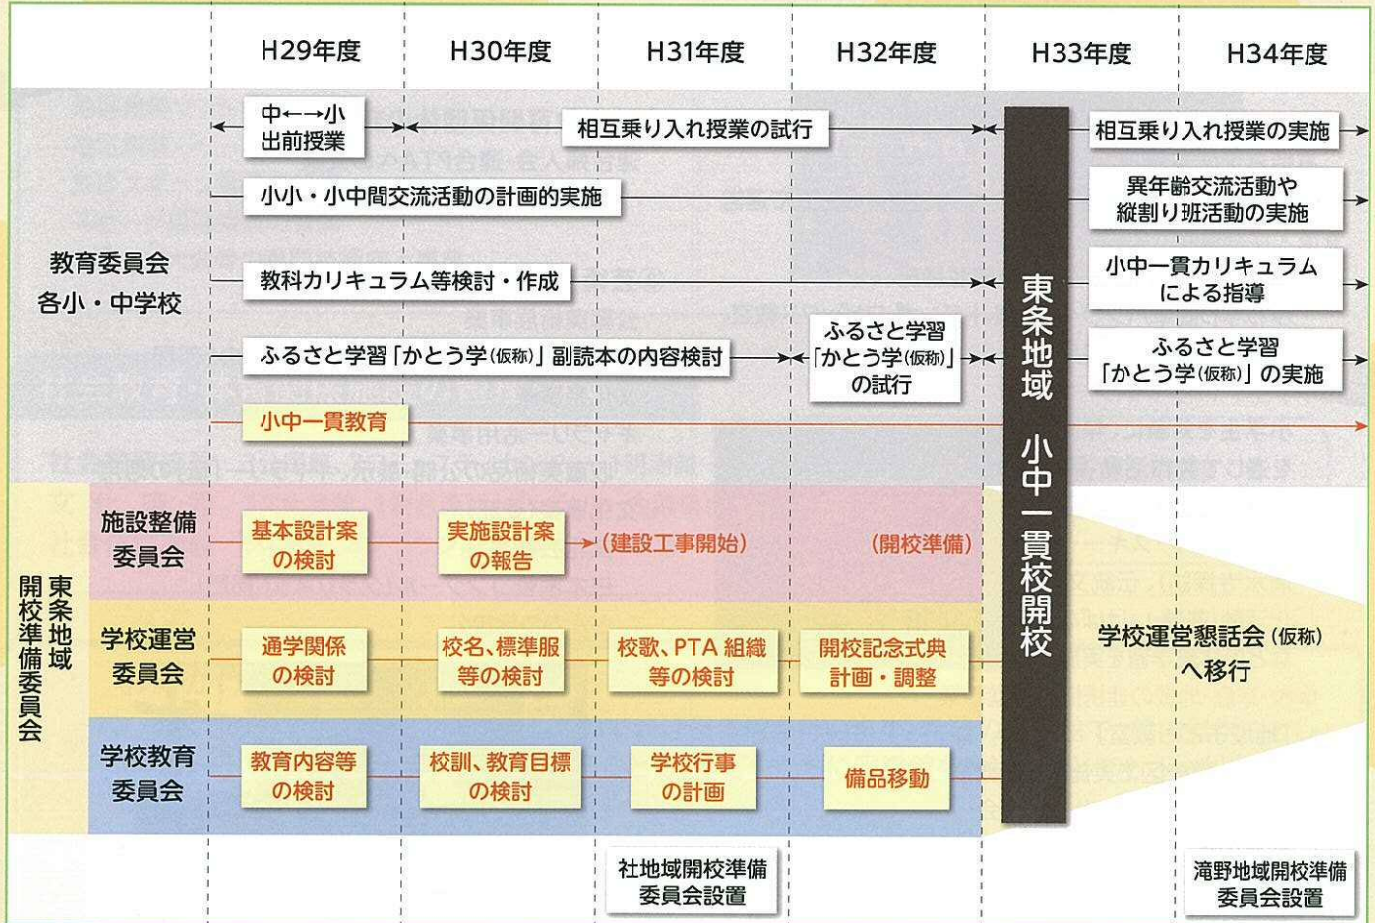 H29年度 H30年度 H31年度 H32年度 H33年度 H34年度
教育委員会
各小・中学校
中←→小
出前授業
相互乗り入れ授業の試行
相互乗り入れ授業の実施
小小・小中間交流活動の計画的実施
異年齢交流活動や
縦割り班活動の実施
教科カリキュラム等検討・作成
小中一貫カリキュラム
による指導
ふるさと学習「かとう学(仮称)」副読本の内容検討
ふるさと学習
「かとう学(仮称)」
の試行
ふるさと学習
「かとう学(仮称)」の実施
小中一貫教育
東条地域 小中一貫校開校
東条地域
開校準備委員会
施設整備
委員会
基本設計案
の検討
実施設計案
の報告
(建設工事開始)
(開校準備)
学校運営
委員会
通学関係
の検討
校名、標準服
等の検討
校歌、PTA 組織
等の検討
開校記念式典
計画・調整
学校運営懇話会(仮称)
へ移行
学校教育
委員会
教育内容等
の検討
校訓、教育目標
の検討
学校行事
の計画
備品移動
社地域開校準備
委員会設置
滝野地域開校準備
委員会設置